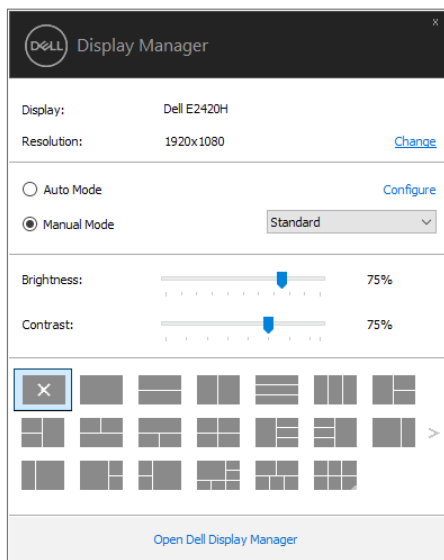 x
DELL Display Manager
Display: Dell E2420H
Resolution: 1920x1080 Change
Auto Mode Configure
Manual Mode Standard
Brightness: 75%
Contrast: 75%
Open Dell Display Manager